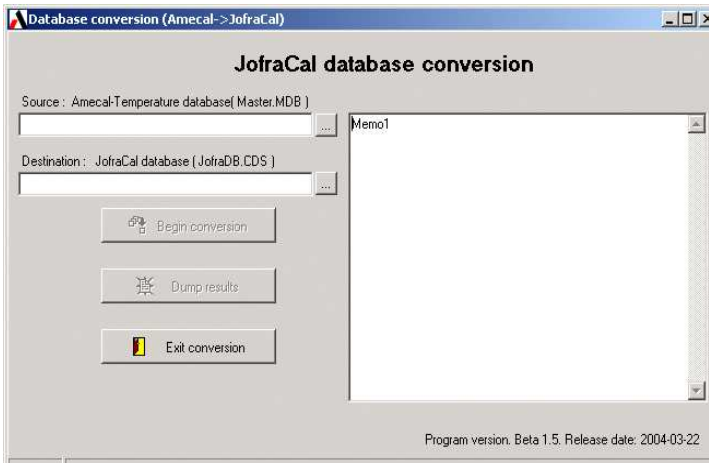 Database conversion (Amecal->JofraCal)
JofraCal database conversion
Source : Amecal-Temperature database( Master.MDB )
...
Memo1
Destination : JofraCal database ( JofraDB.CDS )
...
Begin conversion
Dump results
Exit conversion
Program version. Beta 1.5. Release date: 2004-03-22